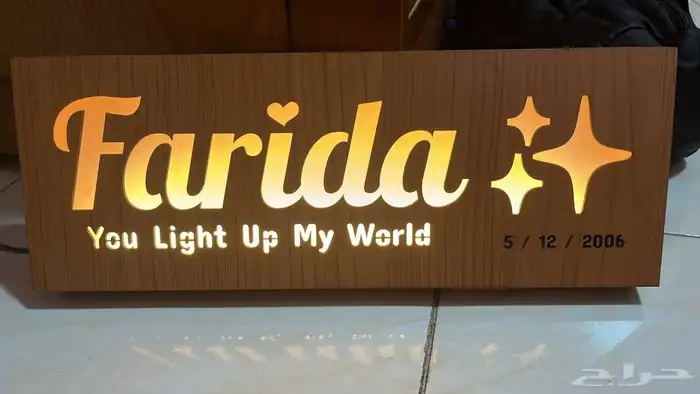 Farida
You Light Up My World
5 / 12 / 2006
حراج